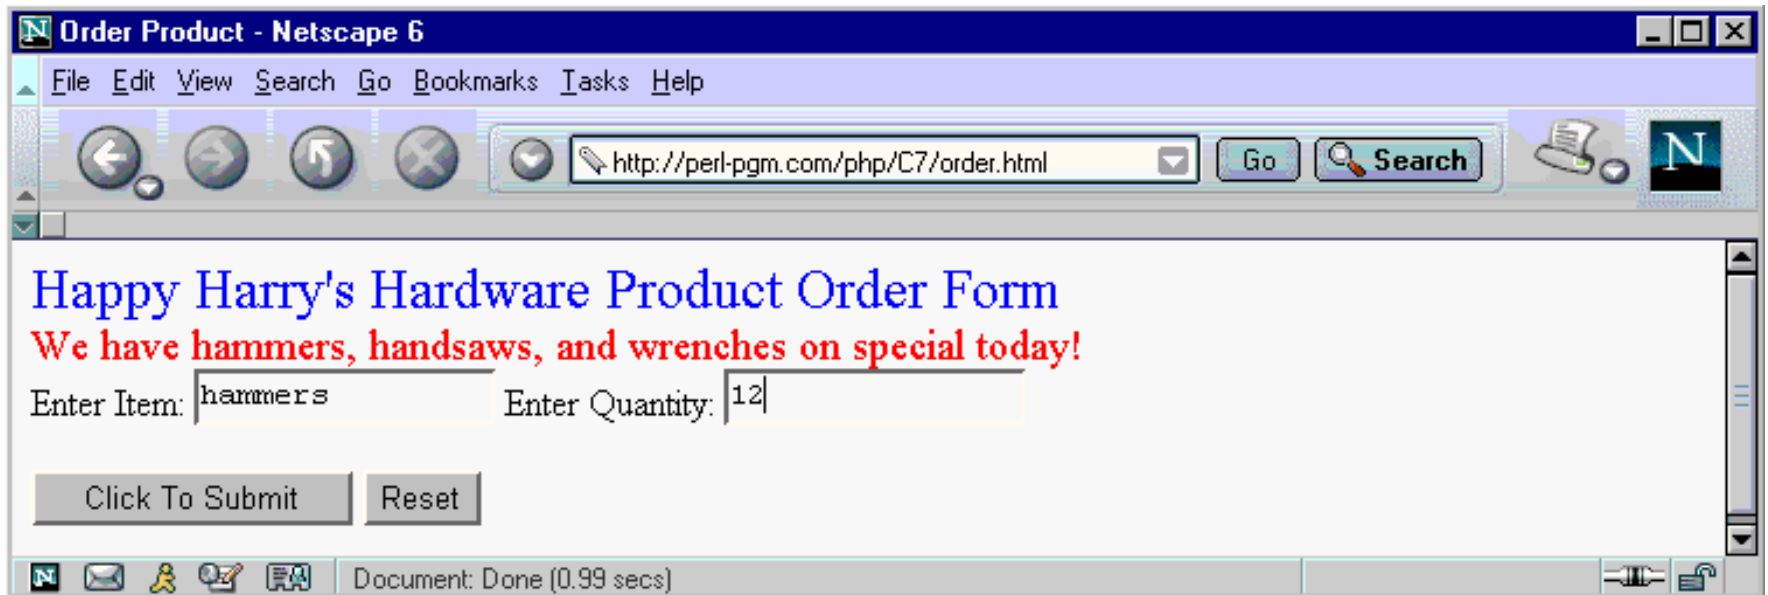 Order Product - Netscape 6
File Edit View Search Go Bookmarks Tasks Help
http://perl-pgm.com/php/C7/order.html Go Search N
Happy Harry's Hardware Product Order Form
We have hammers, handsaws, and wrenches on special today!
Enter Item: hammers Enter Quantity: 12
Click To Submit Reset
Document: Done (0.99 secs)